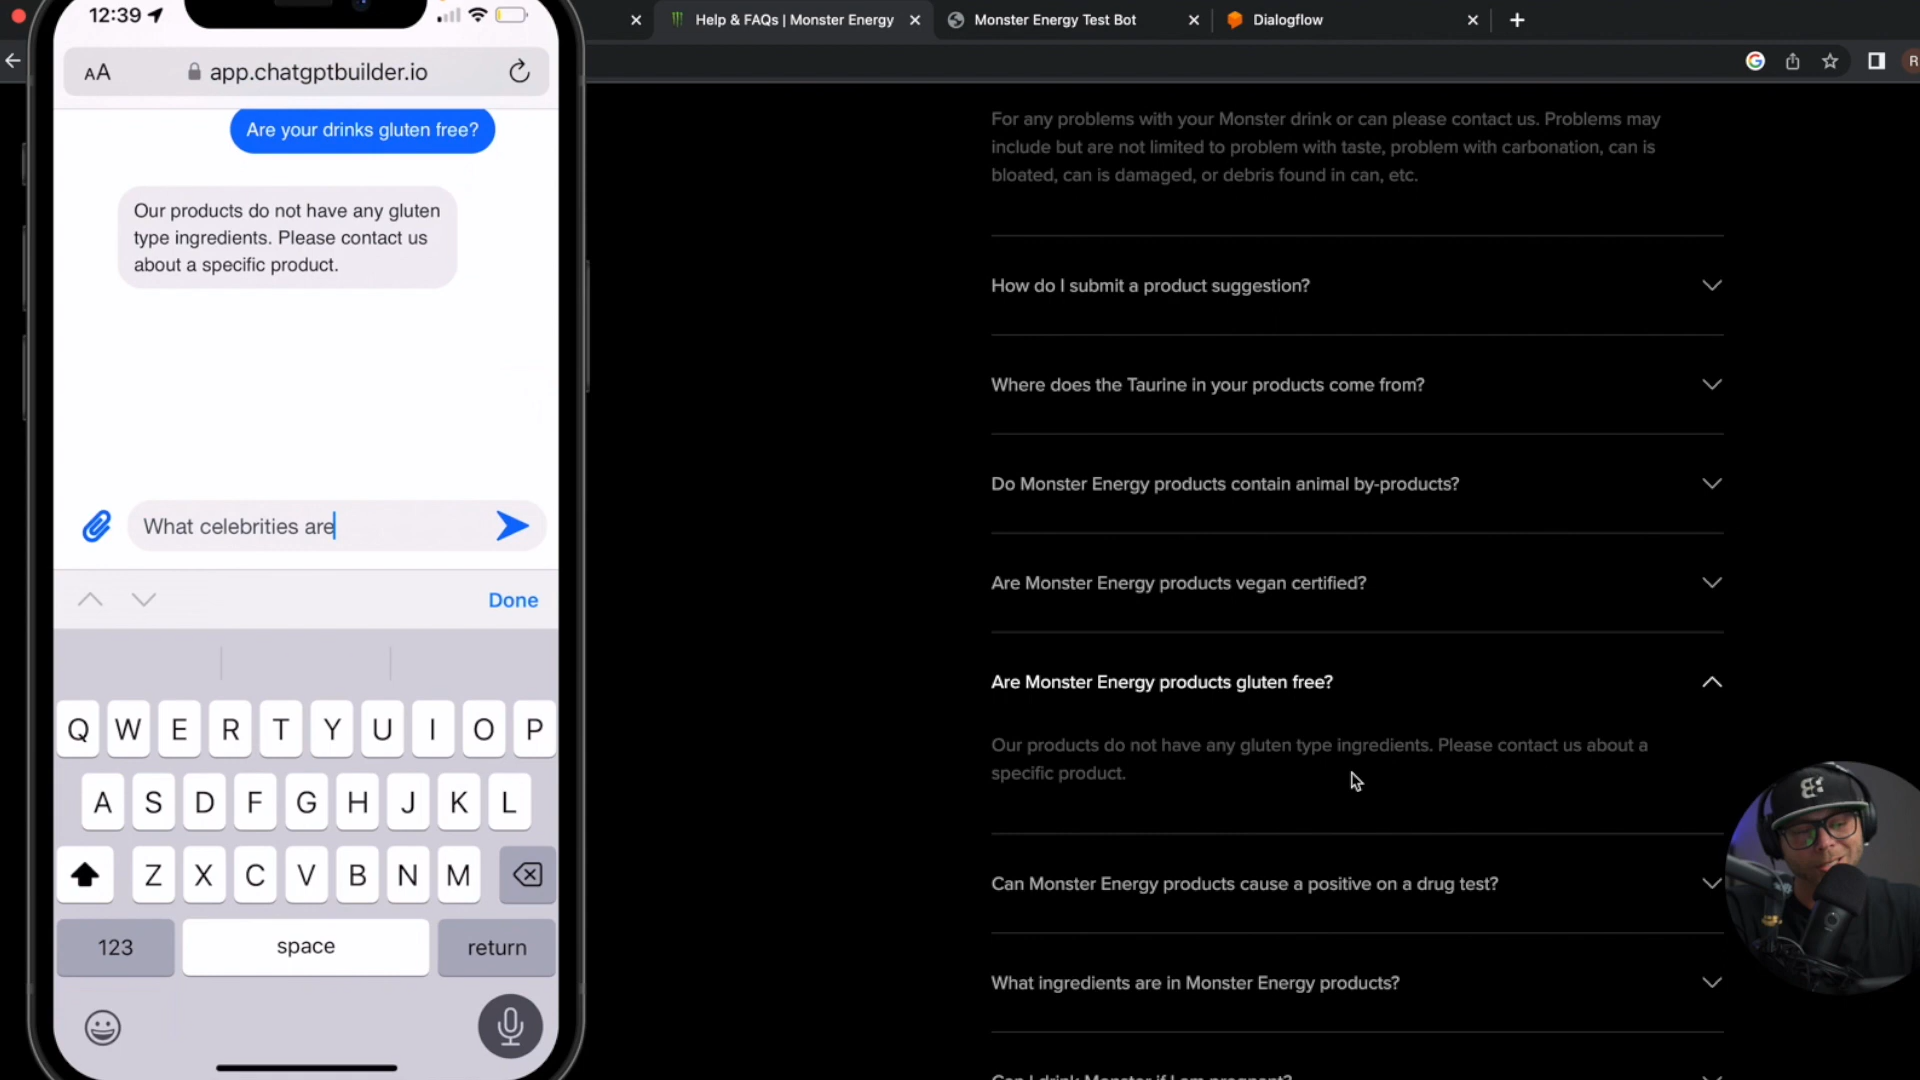 12:39
AA
app.chatgptbuilder.io
Are your drinks gluten free?
Our products do not have any gluten
type ingredients. Please contact us
about a specific product.
What celebrities are
Done
Q W E R T Y U I O P
A S D F G H J K L
Z X C V B N M
123
space
return
Help & FAQs | Monster Energy
Monster Energy Test Bot
Dialogflow
R
For any problems with your Monster drink or can please contact us. Problems may
include but are not limited to problem with taste, problem with carbonation, can is
bloated, can is damaged, or debris found in can, etc.
How do I submit a product suggestion?
Where does the Taurine in your products come from?
Do Monster Energy products contain animal by-products?
Are Monster Energy products vegan certified?
Are Monster Energy products gluten free?
Our products do not have any gluten type ingredients. Please contact us about a
specific product.
Can Monster Energy products cause a positive on a drug test?
What ingredients are in Monster Energy products?
Can I drink Monster if I am pregnant?